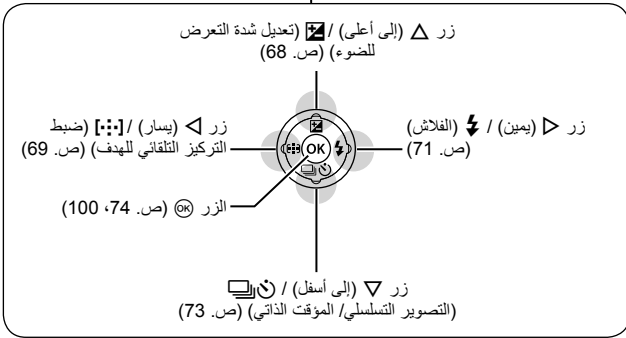 زر △ (إلى أعلى) / (تعديل شدة التعرض
للضوء) (ص. 68)
زر ▷ (يمين) / (الفلاش)
(ص. 71)
OK
زر ◁ (يسار) / [·:·] (ضبط
التركيز التلقائي للهدف) (ص. 69)
الزر OK (ص. 74، 100)
زر ▽ (إلى أسفل) /
(التصوير التسلسلي/ المؤقت الذاتي) (ص. 73)